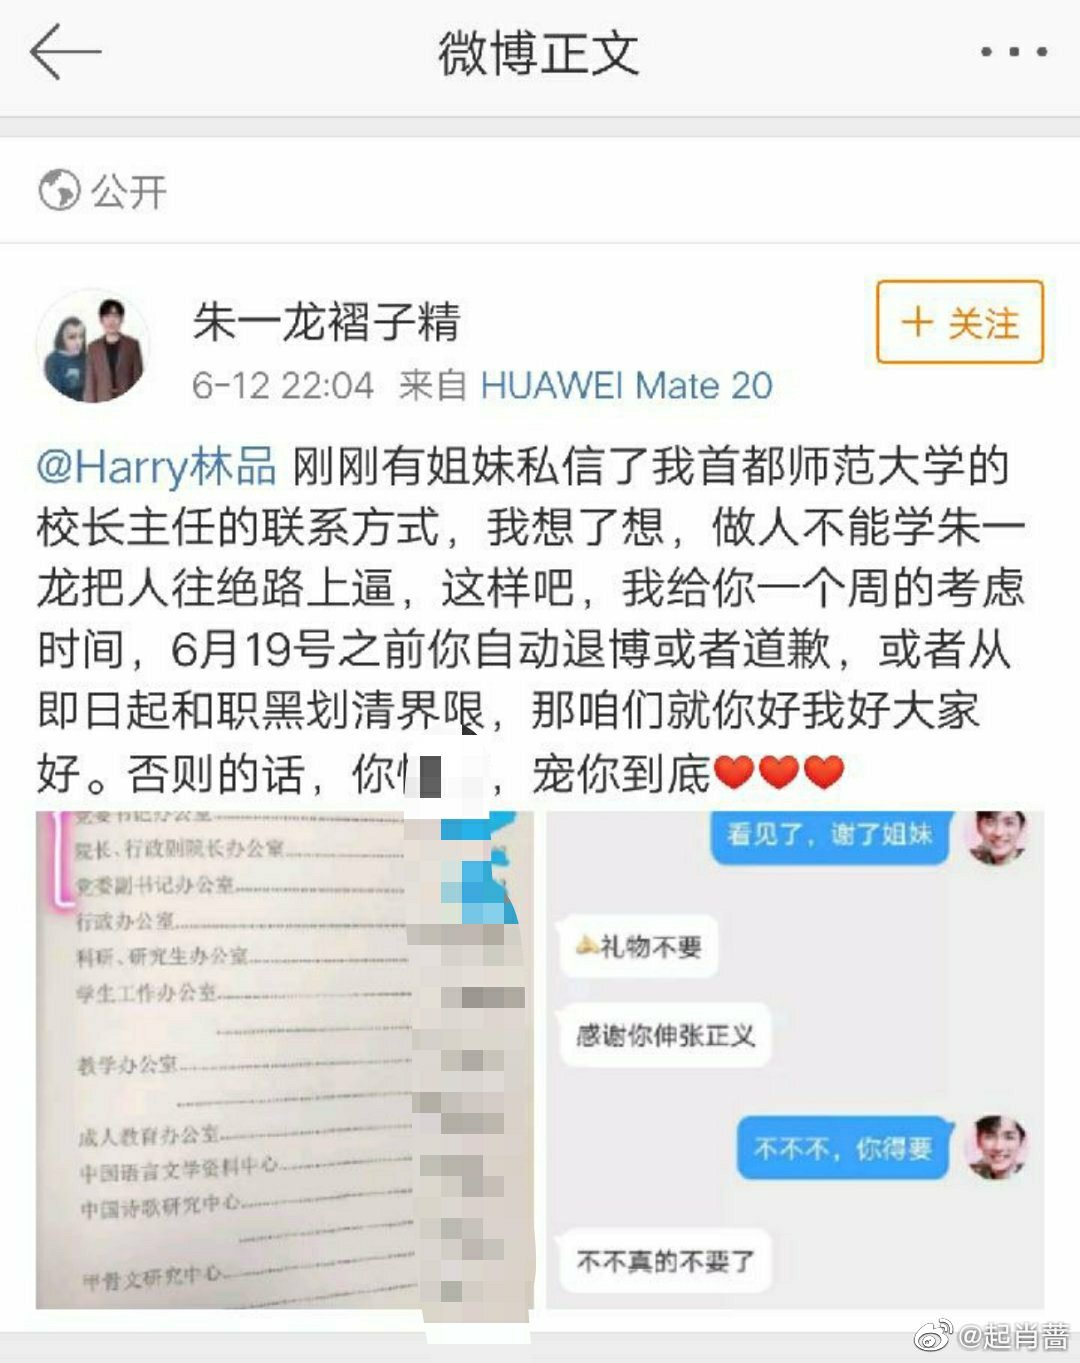 微博正文
公开
朱一龙褶子精
+ 关注
6-12 22:04 来自 HUAWEI Mate 20
@Harry林品 刚刚有姐妹私信了我首都师范大学的
校长主任的联系方式，我想了想，做人不能学朱一
龙把人往绝路上逼，这样吧，我给你一个周的考虑
时间，6月19号之前你自动退博或者道歉，或者从
即日起和职黑划清界限，那咱们就你好我好大家
好。否则的话，你
，宠你到底❤❤❤
党委书记办公室
院长、行政副院长办公室
党委副书记办公室
行政办公室
科研、研究生办公室
学生工作办公室
教学办公室
成人教育办公室
中国语言文学资料中心
中国诗歌研究中心
甲骨文研究中心
看见了，谢了姐妹
礼物不要
感谢你伸张正义
不不不，你得要
不不真的不要了
@起肖蔷